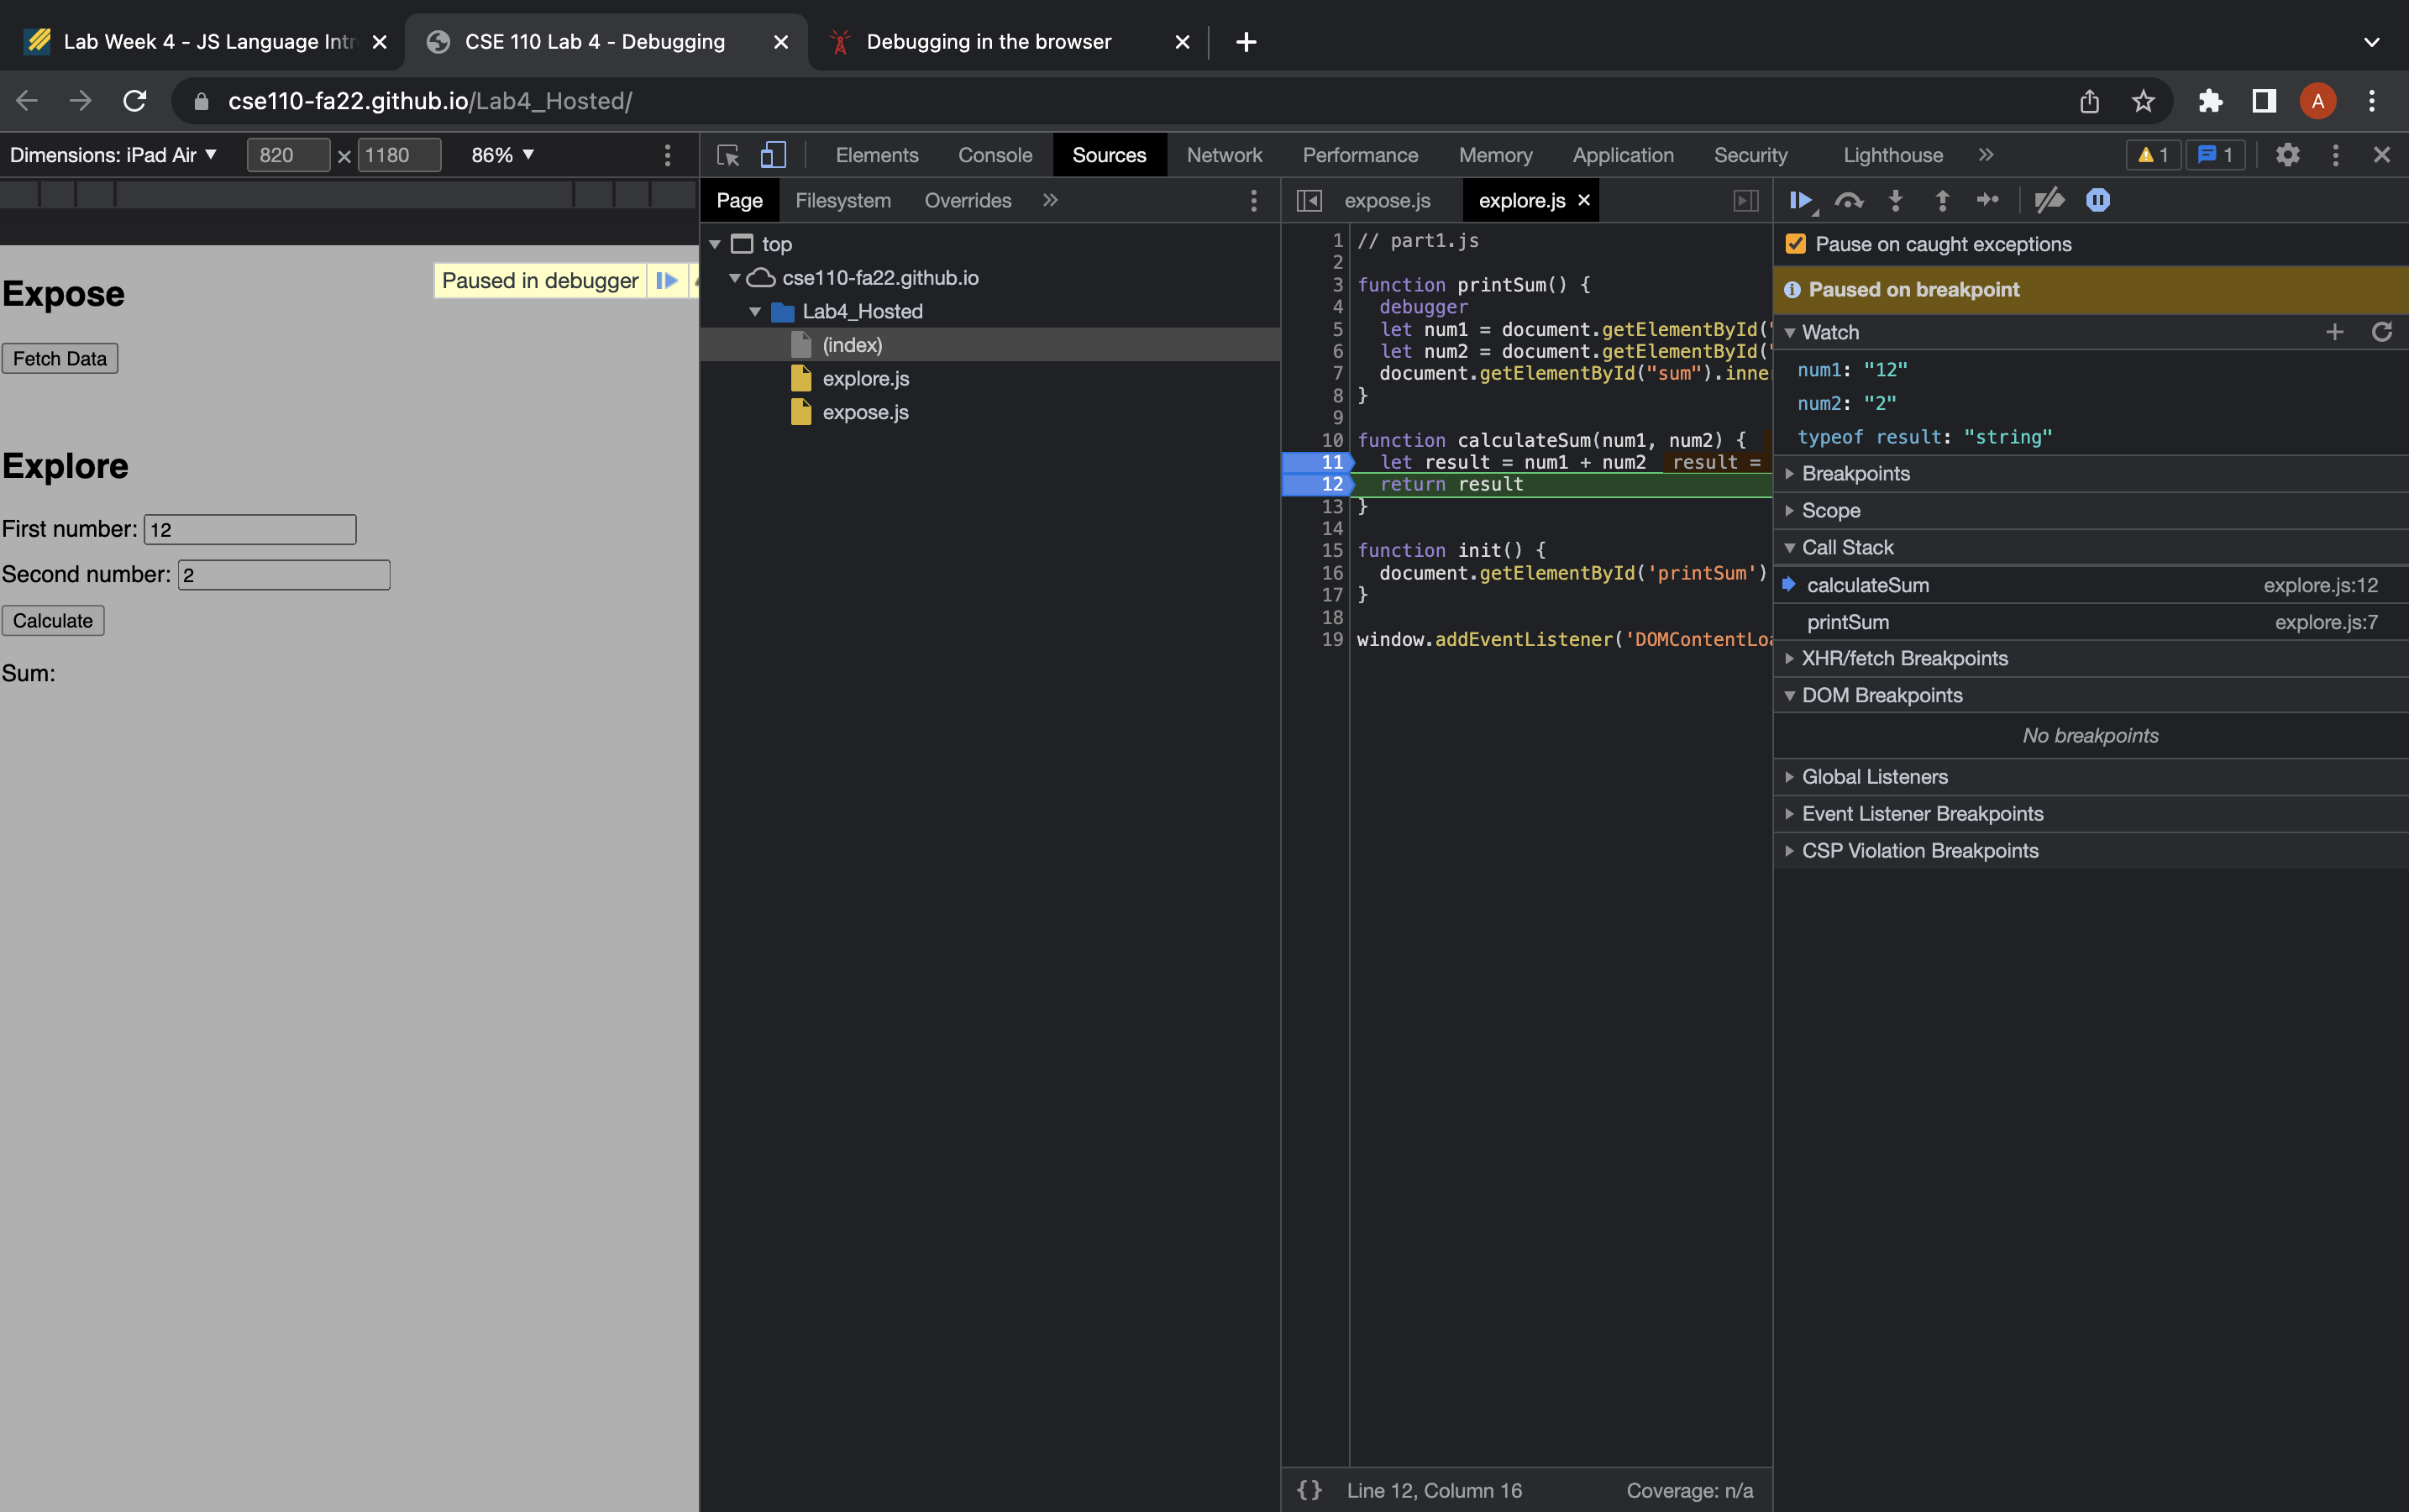 Lab Week 4 - JS Language Intr
CSE 110 Lab 4 - Debugging
Debugging in the browser
cse110-fa22.github.io/Lab4_Hosted/
A
Dimensions: iPad Air
820 × 1180
86%
Elements
Console
Sources
Network
Performance
Memory
Application
Security
Lighthouse
1
1
Page
Filesystem
Overrides
expose.js
explore.js
Expose
Paused in debugger
Fetch Data
Explore
First number: 12
Second number: 2
Calculate
Sum:
top
cse110-fa22.github.io
Lab4_Hosted
(index)
explore.js
expose.js
1 // part1.js
2
3 function printSum() {
4 debugger
5 let num1 = document.getElementById("
6 let num2 = document.getElementById("
7 document.getElementById("sum").inne
8 }
9
10 function calculateSum(num1, num2) {
11 let result = num1 + num2 result =
12 return result
13 }
14
15 function init() {
16 document.getElementById('printSum')
17 }
18
19 window.addEventListener('DOMContentLoa
{} Line 12, Column 16
Coverage: n/a
Pause on caught exceptions
Paused on breakpoint
Watch
num1: "12"
num2: "2"
typeof result: "string"
Breakpoints
Scope
Call Stack
calculateSum explore.js:12
printSum explore.js:7
XHR/fetch Breakpoints
DOM Breakpoints
No breakpoints
Global Listeners
Event Listener Breakpoints
CSP Violation Breakpoints